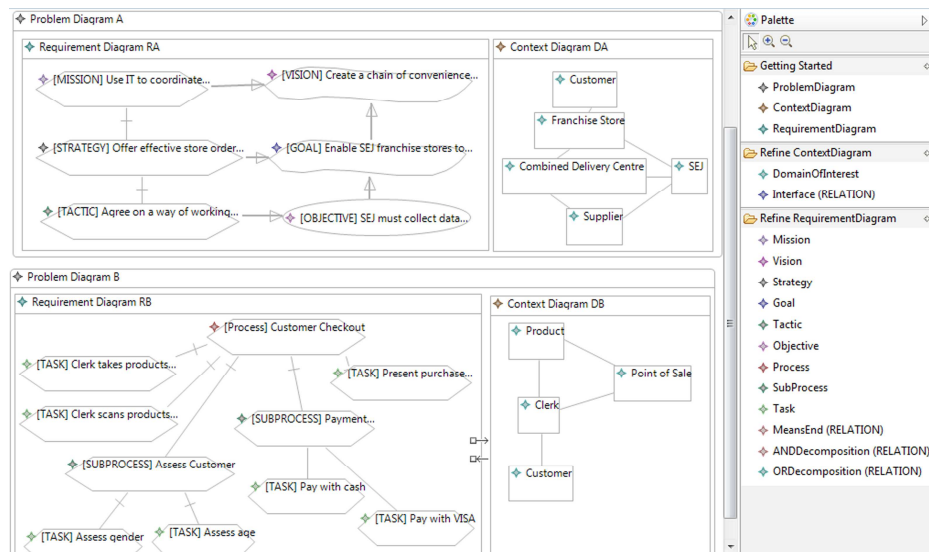 Problem Diagram A
Requirement Diagram RA
[MISSION] Use IT to coordinate...
[VISION] Create a chain of convenience...
[STRATEGY] Offer effective store order...
[GOAL] Enable SEJ franchise stores to...
[TACTIC] Agree on a way of working...
[OBJECTIVE] SEJ must collect data...
Context Diagram DA
Customer
Franchise Store
Combined Delivery Centre
SEJ
Supplier
Problem Diagram B
Requirement Diagram RB
[Process] Customer Checkout
[TASK] Clerk takes products...
[TASK] Present purchase...
[TASK] Clerk scans products...
[SUBPROCESS] Payment...
[SUBPROCESS] Assess Customer
[TASK] Pay with cash
[TASK] Pay with VISA
[TASK] Assess gender
[TASK] Assess age
Context Diagram DB
Product
Point of Sale
Clerk
Customer
Palette
Getting Started
ProblemDiagram
ContextDiagram
RequirementDiagram
Refine ContextDiagram
DomainOfInterest
Interface (RELATION)
Refine RequirementDiagram
Mission
Vision
Strategy
Goal
Tactic
Objective
Process
SubProcess
Task
MeansEnd (RELATION)
ANDDecomposition (RELATION)
ORDecomposition (RELATION)